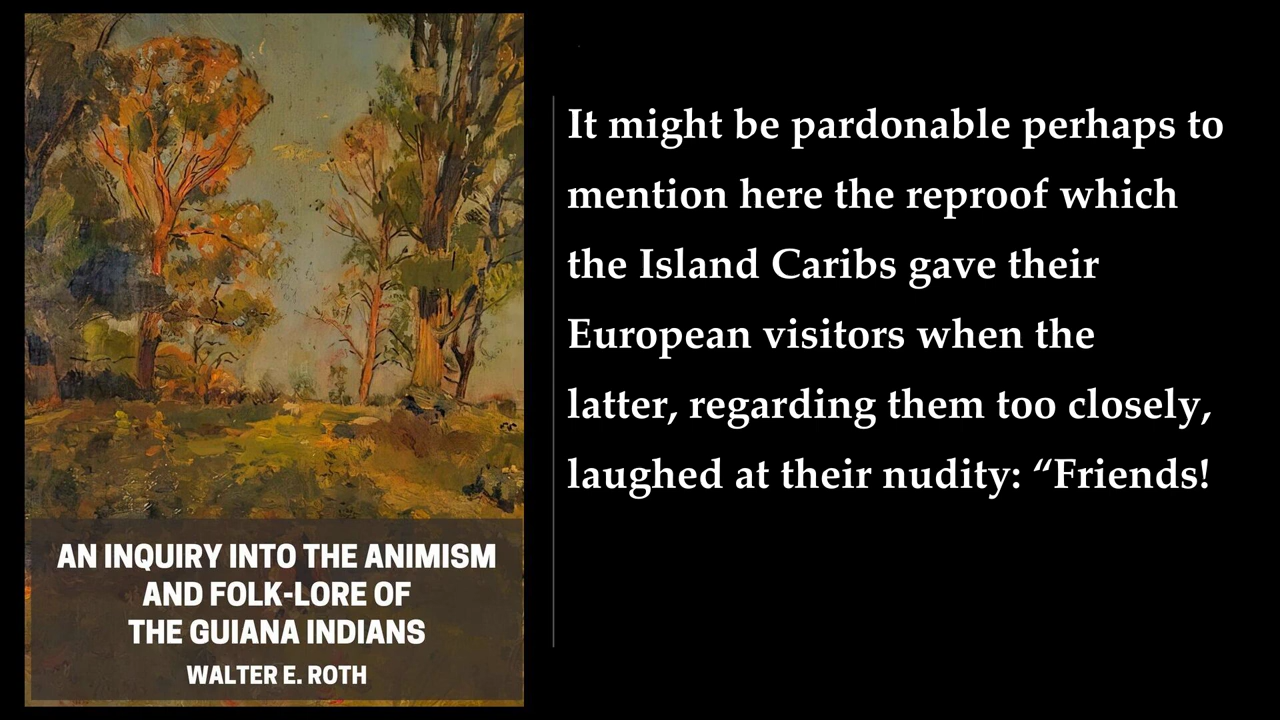 It might be pardonable perhaps to
mention here the reproof which
the Island Caribs gave their
European visitors when the
latter, regarding them too closely,
laughed at their nudity: “Friends!
AN INQUIRY INTO THE ANIMISM
AND FOLK-LORE OF
THE GUIANA INDIANS
WALTER E. ROTH